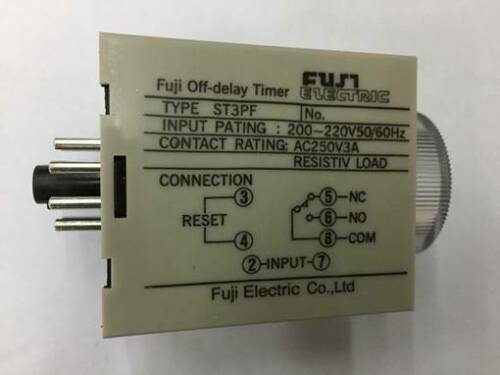 Fuji Off-delay Timer FUJI ELECTRIC
TYPE ST3PF No.
INPUT PATING : 200~220V50/60Hz
CONTACT RATING: AC250V3A
RESISTIV LOAD
CONNECTION
③ ⑤ NC
RESET ⑥ NO
④ ⑧ COM
②-INPUT-⑦
Fuji Electric Co.,Ltd